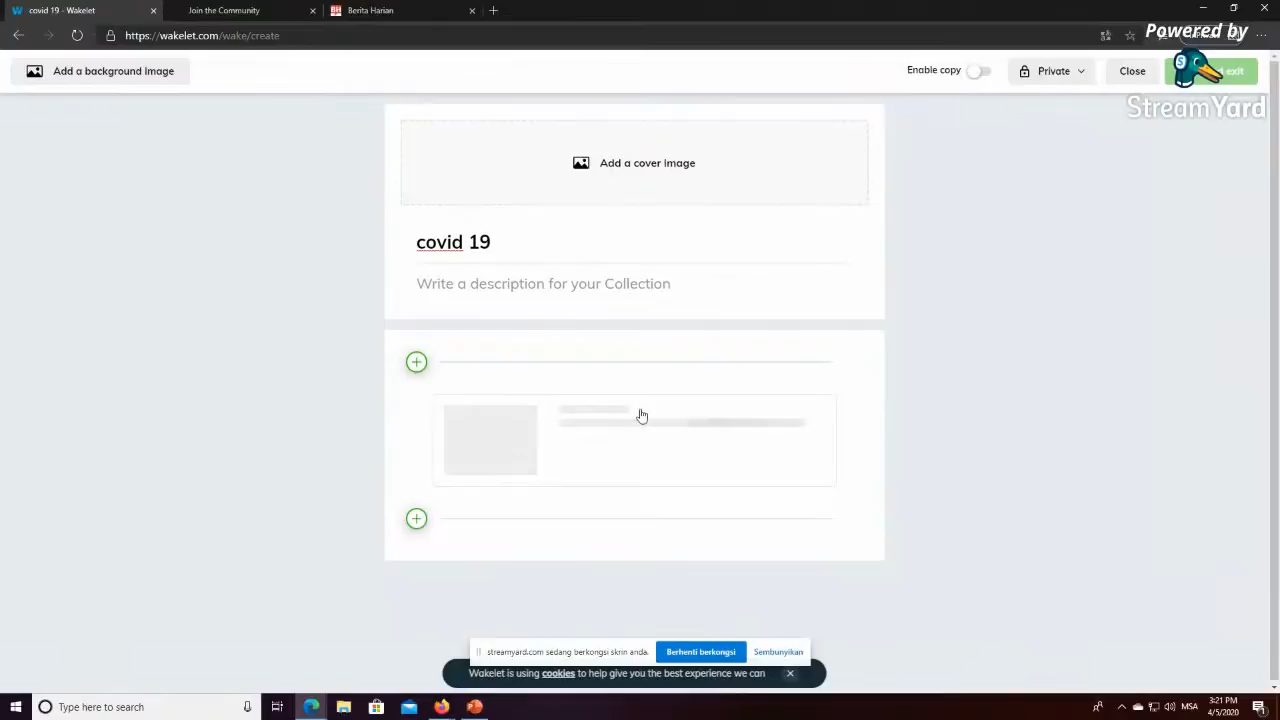 covid 19 - Wakelet
Join the Community
BH Berita Harian
https://wakelet.com/wake/create
Powered by
StreamYard
Add a background image
Enable copy
Private
Close
exit
Add a cover image
covid 19
Write a description for your Collection
streamyard.com sedang berkongsi skrin anda.
Berhenti berkongsi
Sembunyikan
Wakelet is using cookies to help give you the best experience we can
Type here to search
MSA
3:21 PM
4/5/2020